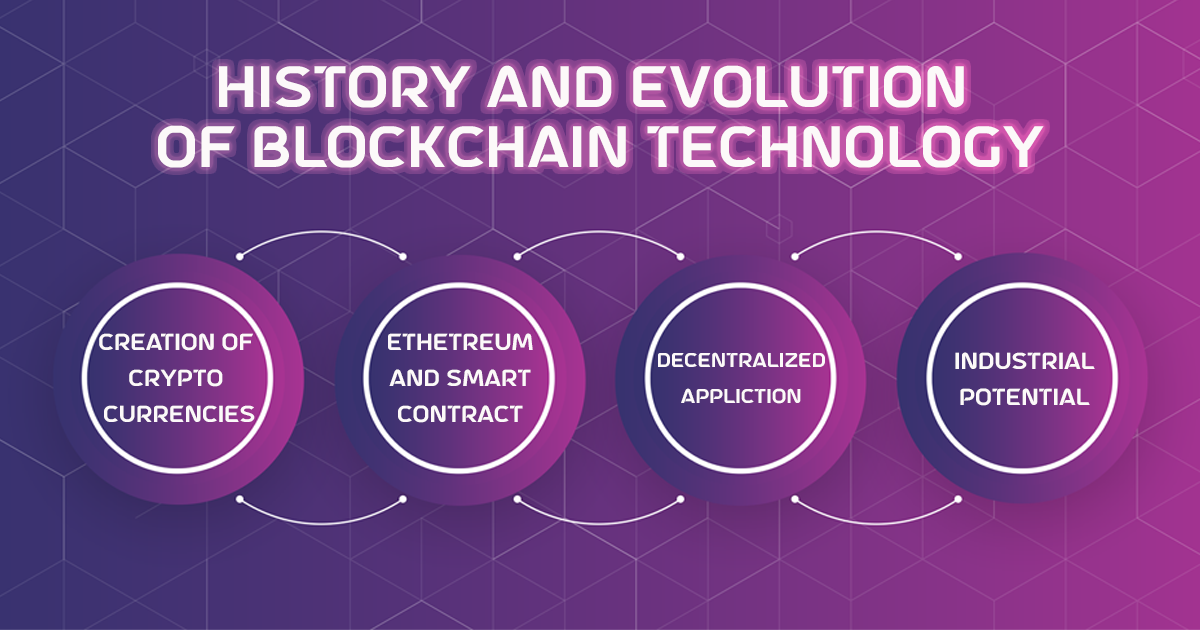 HISTORY AND EVOLUTION
OF BLOCKCHAIN TECHNOLOGY
CREATION OF
CRYPTO
CURRENCIES
ETHETREUM
AND SMART
CONTRACT
DECENTRALIZED
APPLICTION
INDUSTRIAL
POTENTIAL